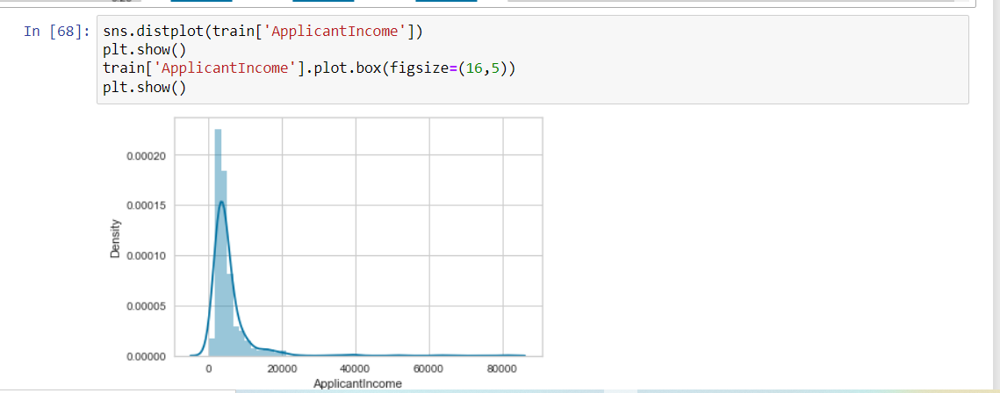 In [68]: sns.distplot(train['ApplicantIncome'])
plt.show()
train['ApplicantIncome'].plot.box(figsize=(16,5))
plt.show()
0.00020
0.00015
0.00010
0.00005
0.00000
Density
0 20000 40000 60000 80000
ApplicantIncome